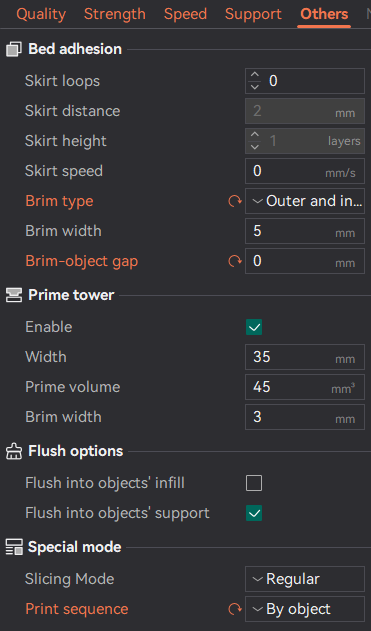 Quality Strength Speed Support Others
Bed adhesion
Skirt loops 0
Skirt distance 2 mm
Skirt height 1 layers
Skirt speed 0 mm/s
Brim type Outer and in...
Brim width 5 mm
Brim-object gap 0 mm
Prime tower
Enable
Width 35 mm
Prime volume 45 mm³
Brim width 3 mm
Flush options
Flush into objects' infill
Flush into objects' support
Special mode
Slicing Mode Regular
Print sequence By object